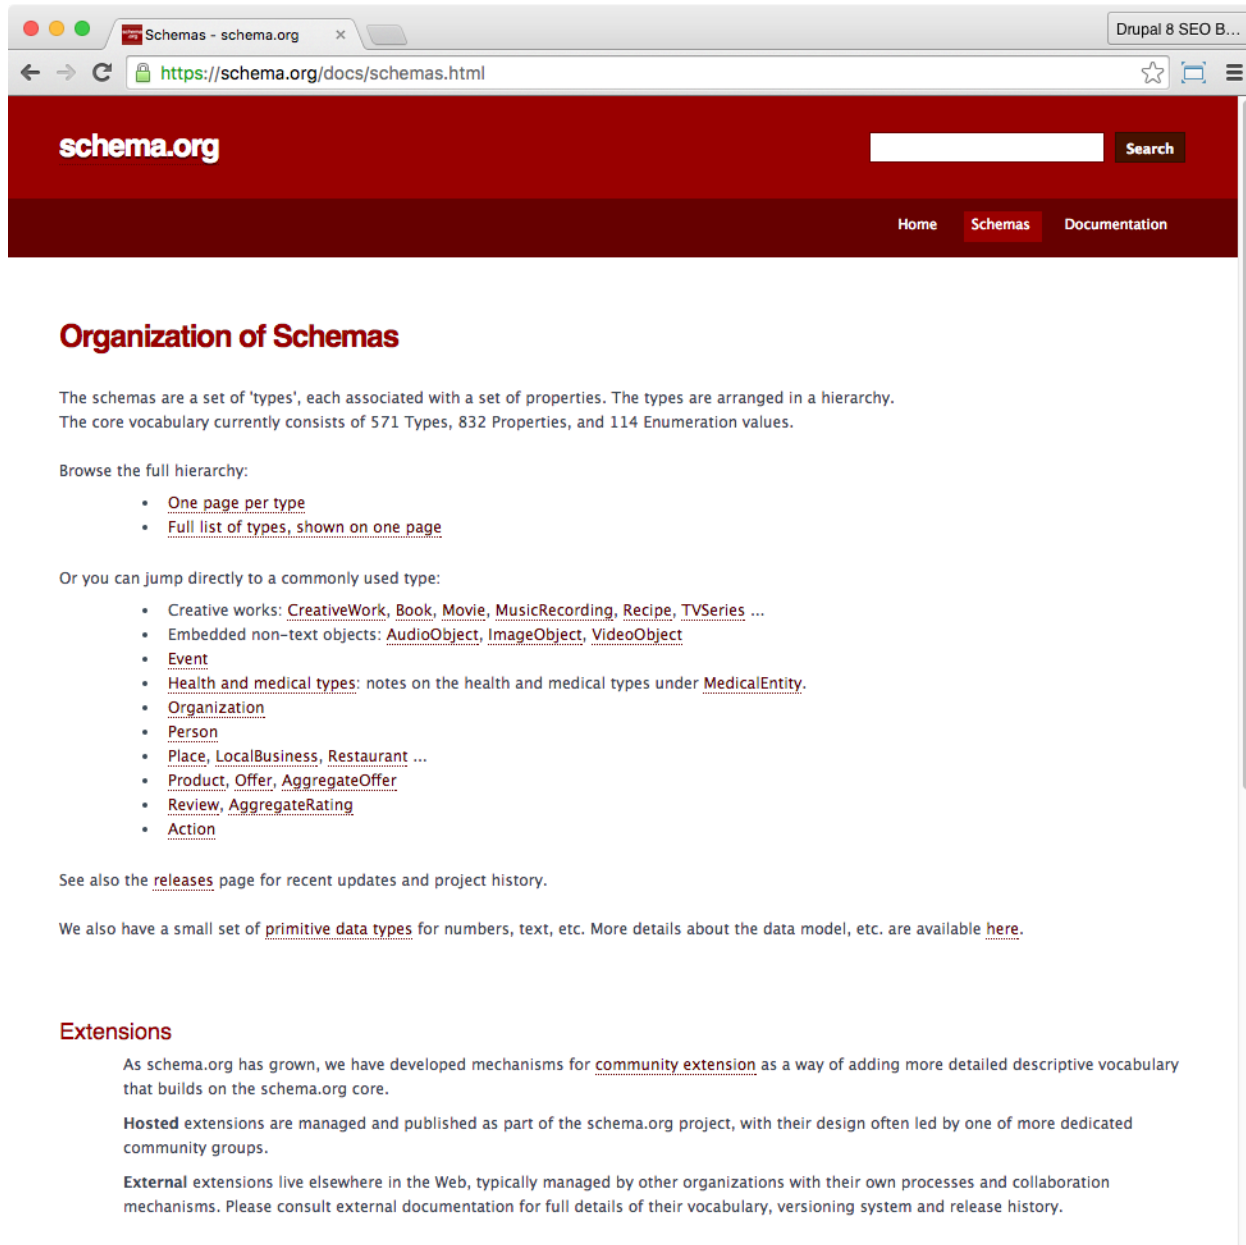 Schemas - schema.org
Drupal 8 SEO B...
https://schema.org/docs/schemas.html
schema.org
Search
Home Schemas Documentation
Organization of Schemas
The schemas are a set of 'types', each associated with a set of properties. The types are arranged in a hierarchy.
The core vocabulary currently consists of 571 Types, 832 Properties, and 114 Enumeration values.
Browse the full hierarchy:
• One page per type
• Full list of types, shown on one page
Or you can jump directly to a commonly used type:
• Creative works: CreativeWork, Book, Movie, MusicRecording, Recipe, TVSeries ...
• Embedded non-text objects: AudioObject, ImageObject, VideoObject
• Event
• Health and medical types: notes on the health and medical types under MedicalEntity.
• Organization
• Person
• Place, LocalBusiness, Restaurant ...
• Product, Offer, AggregateOffer
• Review, AggregateRating
• Action
See also the releases page for recent updates and project history.
We also have a small set of primitive data types for numbers, text, etc. More details about the data model, etc. are available here.
Extensions
As schema.org has grown, we have developed mechanisms for community extension as a way of adding more detailed descriptive vocabulary
that builds on the schema.org core.
Hosted extensions are managed and published as part of the schema.org project, with their design often led by one of more dedicated
community groups.
External extensions live elsewhere in the Web, typically managed by other organizations with their own processes and collaboration
mechanisms. Please consult external documentation for full details of their vocabulary, versioning system and release history.